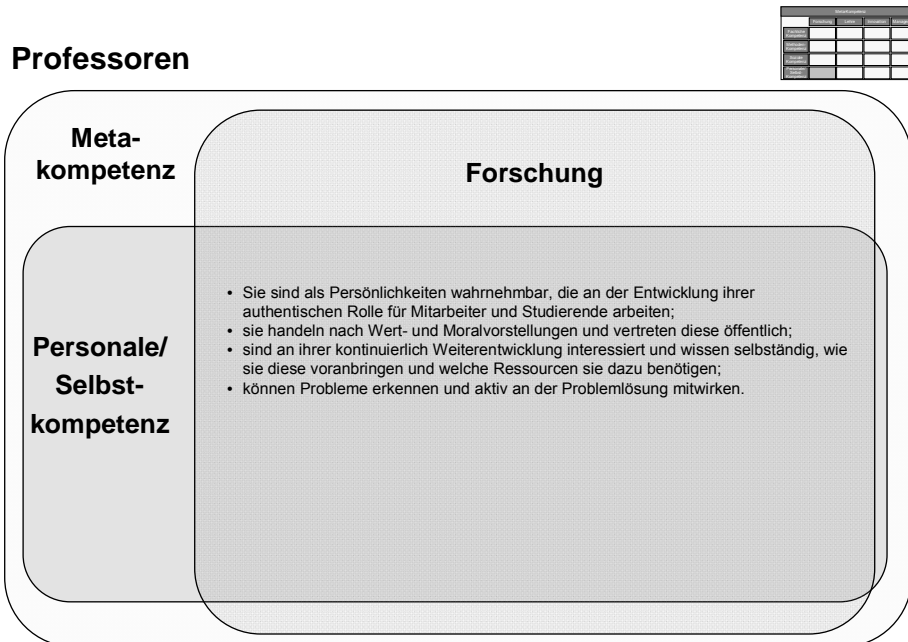 Professoren
Forschung
Lehre
Innovation
Meta-
kompetenz
Forschung
Personale/
Selbst-
kompetenz
• Sie sind als Persönlichkeiten wahrnehmbar, die an der Entwicklung ihrer
authentischen Rolle für Mitarbeiter und Studierende arbeiten;
• sie handeln nach Wert- und Moralvorstellungen und vertreten diese öffentlich;
• sind an ihrer kontinuierlich Weiterentwicklung interessiert und wissen selbständig, wie
sie diese voranbringen und welche Ressourcen sie dazu benötigen;
• können Probleme erkennen und aktiv an der Problemlösung mitwirken.